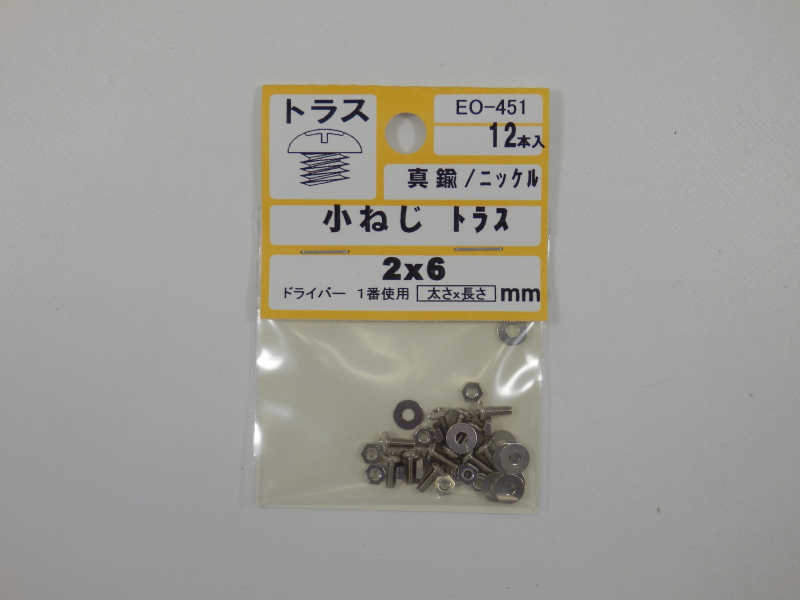 トラス
EO-451
12本入
真鍮/ニッケル
小ねじ トラス
2x6
ドライバー 1番使用 太さx長さ mm